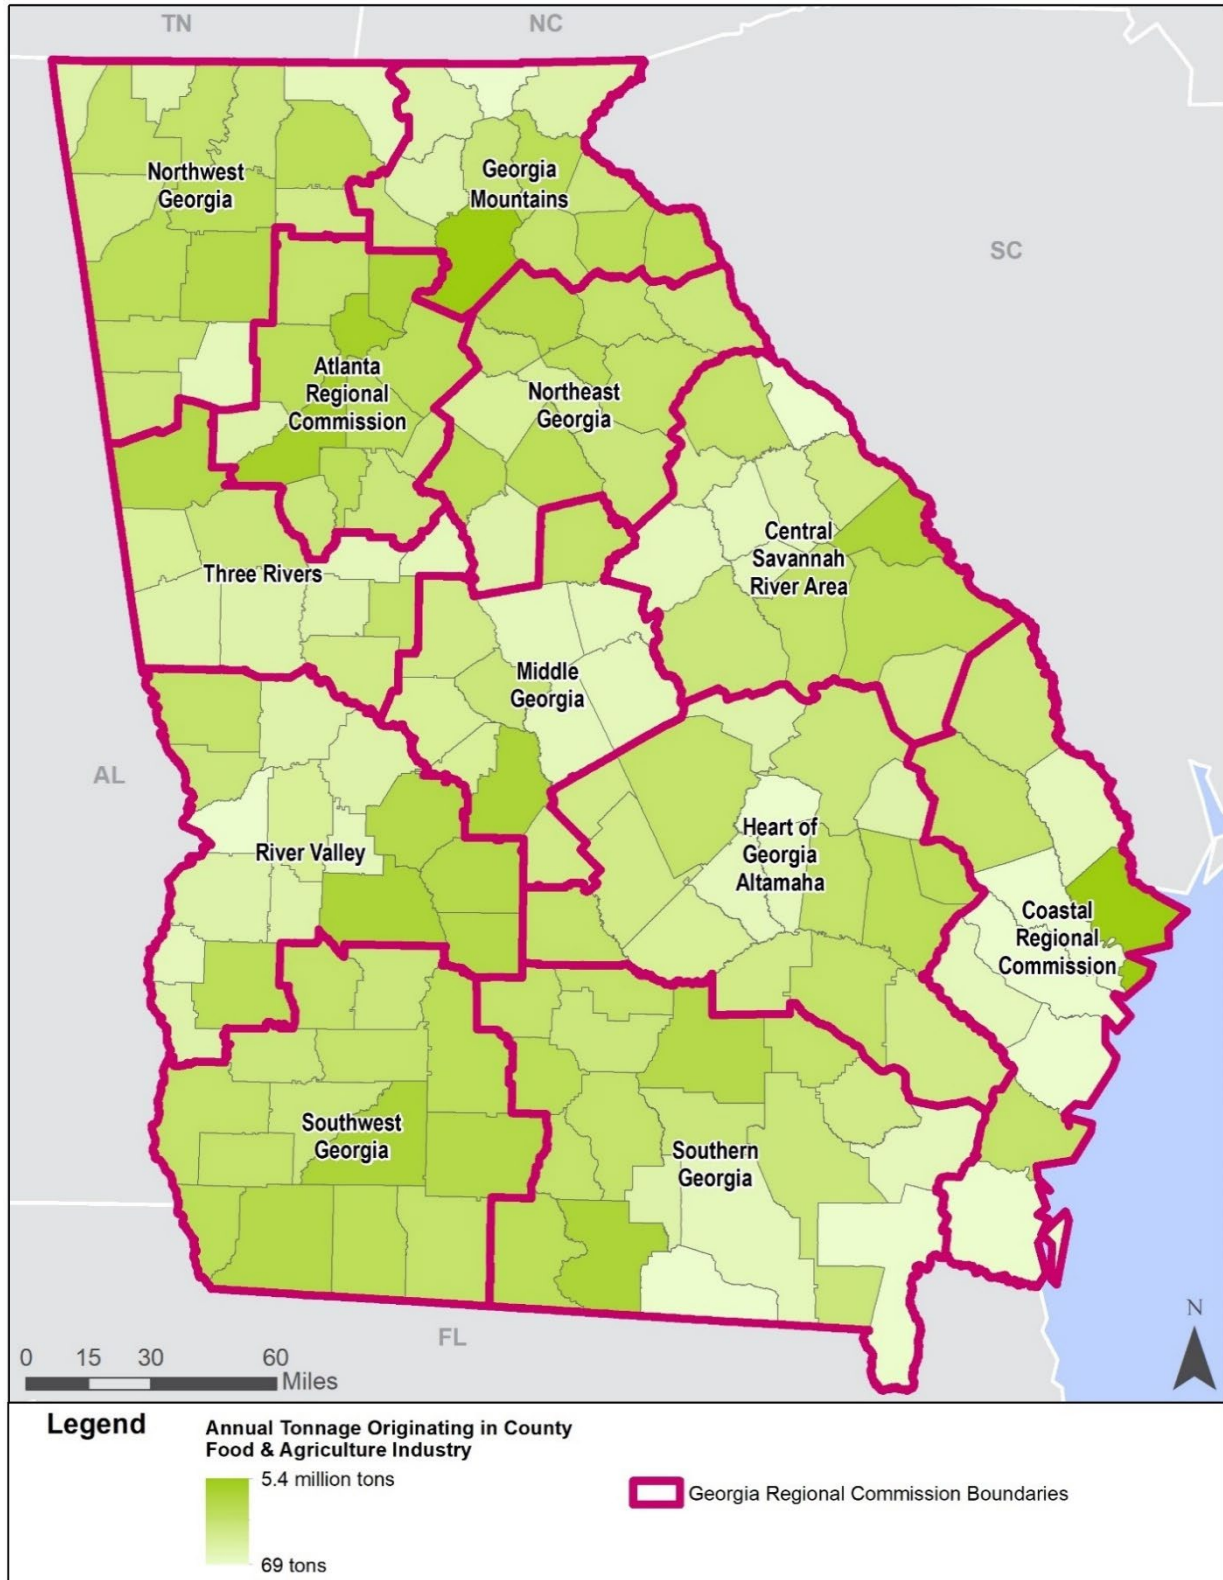 TN
NC
Northwest
Georgia
Georgia
Mountains
SC
Atlanta
Regional
Commission
Northeast
Georgia
Central
Savannah
River Area
Three Rivers
Middle
Georgia
AL
River Valley
Heart of
Georgia
Altamaha
Coastal
Regional
Commission
Southwest
Georgia
Southern
Georgia
FL
N
0 15 30 60
Miles
Legend
Annual Tonnage Originating in County
Food & Agriculture Industry
5.4 million tons
69 tons
Georgia Regional Commission Boundaries